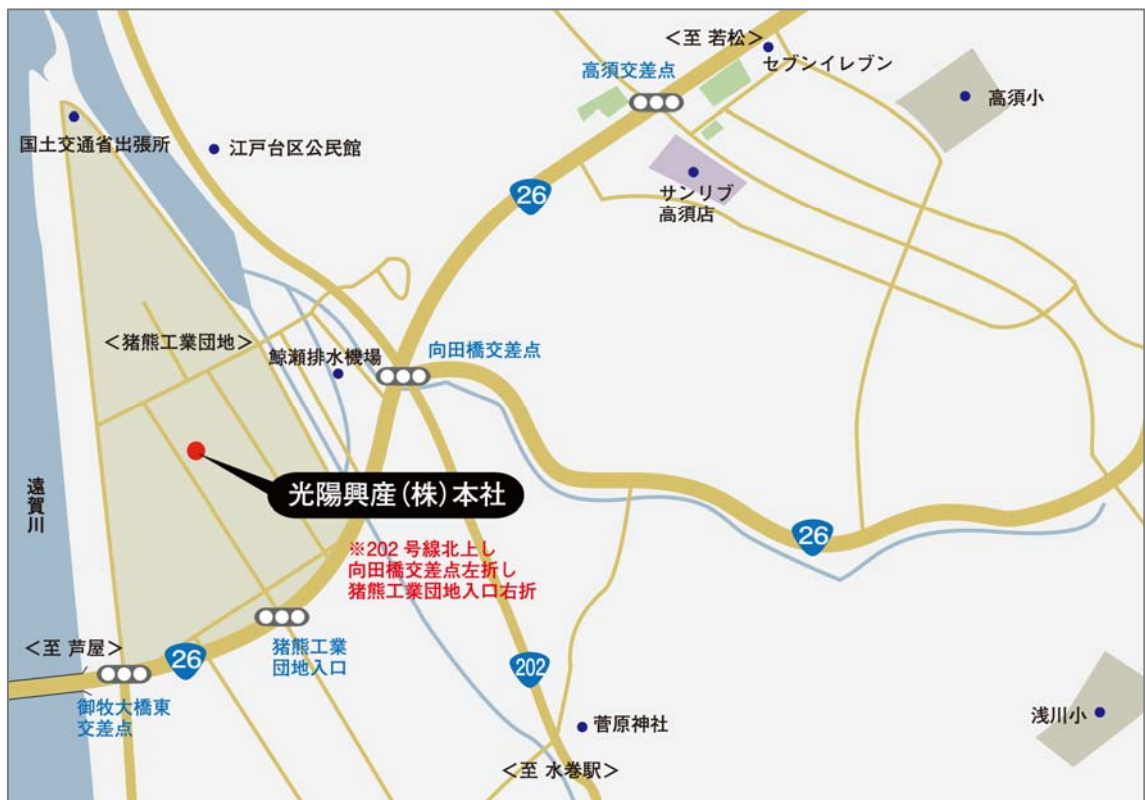 ＜至 若松＞
セブンイレブン
高須交差点
高須小
国土交通省出張所
江戸台区公民館
サンリブ
高須店
26
＜猪熊工業団地＞
鯨瀬排水機場
向田橋交差点
遠賀川
光陽興産（株）本社
26
※202 号線北上し
向田橋交差点左折し
猪熊工業団地入口右折
＜至 芦屋＞
26
猪熊工業
団地入口
202
御牧大橋東
交差点
菅原神社
浅川小
＜至 水巻駅＞